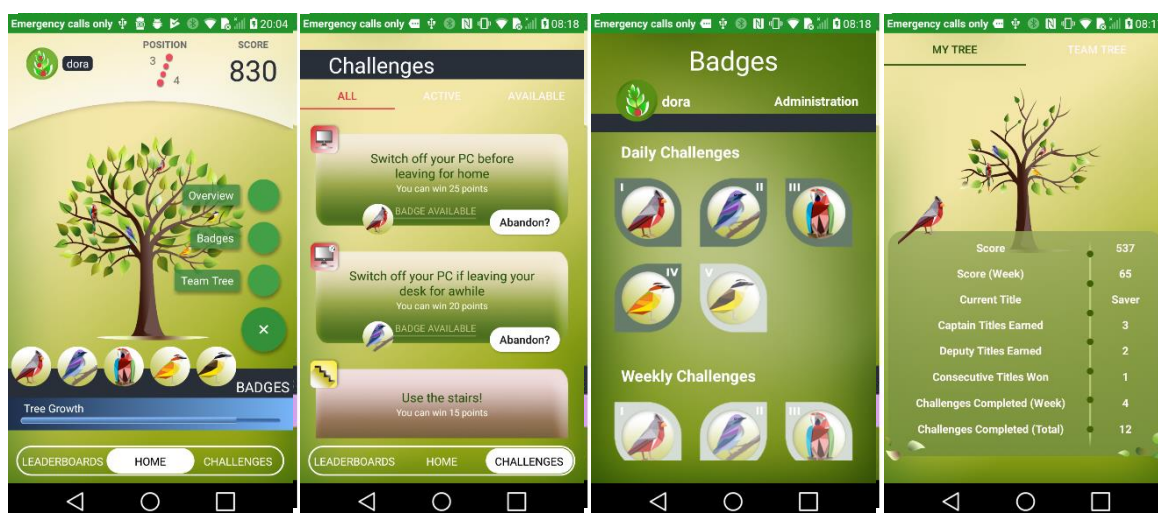 Emergency calls only 20:04
dora
POSITION
3
4
SCORE
830
Overview
Badges
Team Tree
×
BADGES
Tree Growth
LEADERBOARDS HOME CHALLENGES
Emergency calls only 08:18
Challenges
ALL ACTIVE AVAILABLE
Switch off your PC before
leaving for home
You can win 25 points
BADGE AVAILABLE
Abandon?
Switch off your PC if leaving your
desk for awhile
You can win 20 points
BADGE AVAILABLE
Abandon?
Use the stairs!
You can win 15 points
LEADERBOARDS HOME CHALLENGES
Emergency calls only 08:18
Badges
dora Administration
Daily Challenges
I II III
IV V
Weekly Challenges
I II III
Emergency calls only 08:1
MY TREE TEAM TREE
Score 537
Score (Week) 65
Current Title Saver
Captain Titles Earned 3
Deputy Titles Earned 2
Consecutive Titles Won 1
Challenges Completed (Week) 4
Challenges Completed (Total) 12